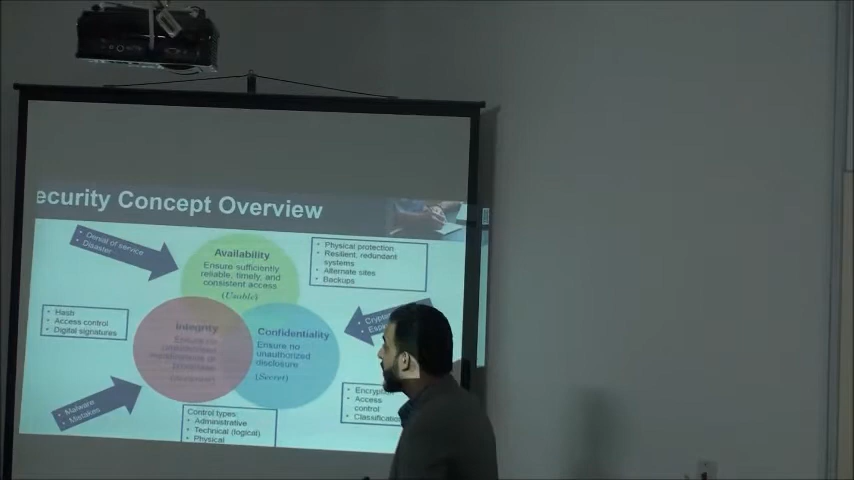 ecurity Concept Overview
• Denial of service
• Disaster
Availability
Ensure sufficiently
reliable, timely, and
consistent access
(Usable)
• Physical protection
• Resilient, redundant
systems
• Alternate sites
• Backups
• Hash
• Access control
• Digital signatures
Integrity
Ensure no
Confidentiality
Ensure no
unauthorized
disclosure
(Secret)
• Malware
• Mistakes
Control types:
• Administrative
• Technical (logical)
• Physical
• Access
control